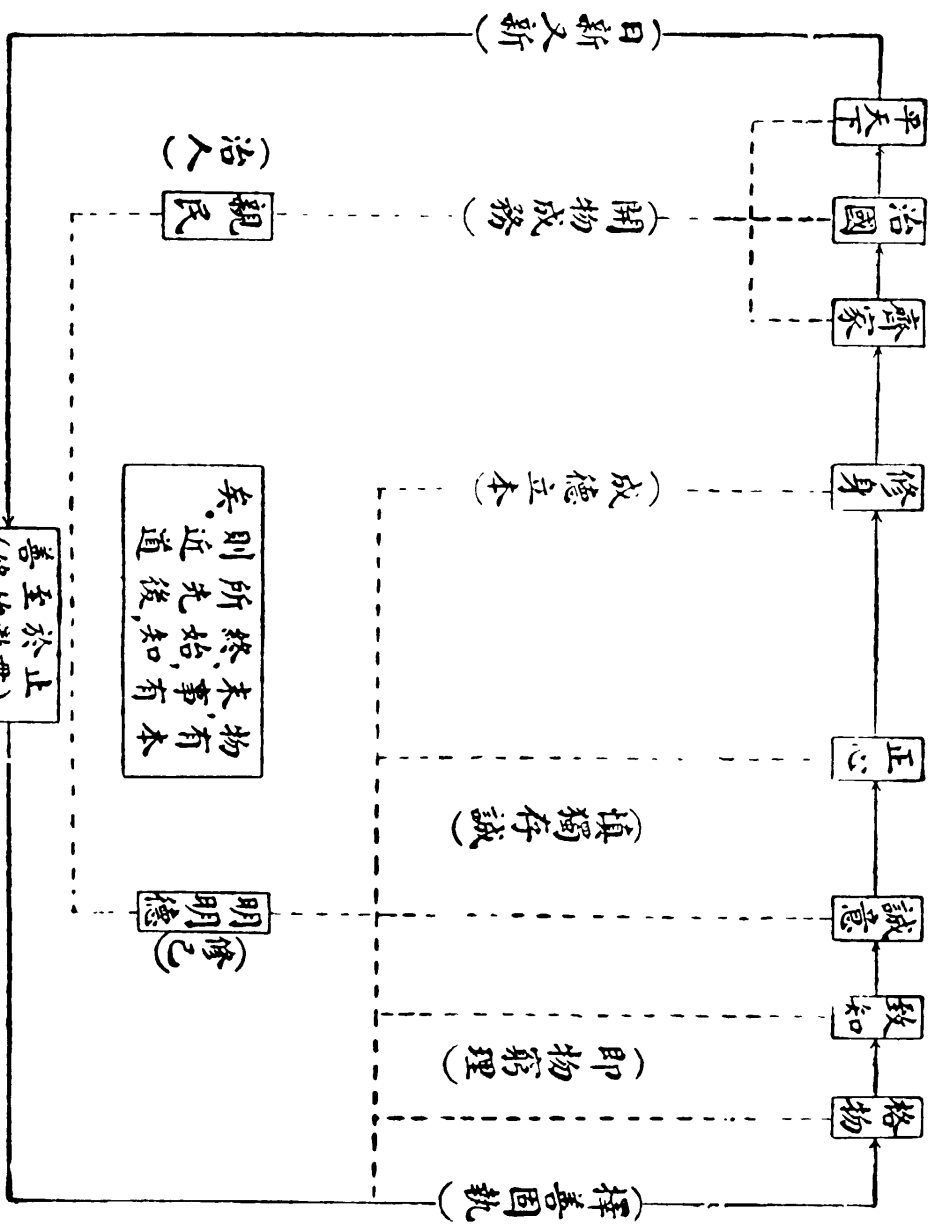 (日新又新)
平天下
治國
齊家
修身
正心
誠意
致知
格物
(開物成務)
(成德立本)
(慎獨存誠)
(即物窮理)
(擇善固執)
親民
(治人)
明明德
(修己)
物有本
末,事有
終始,知
所先後,
則近道
矣。
止於至善